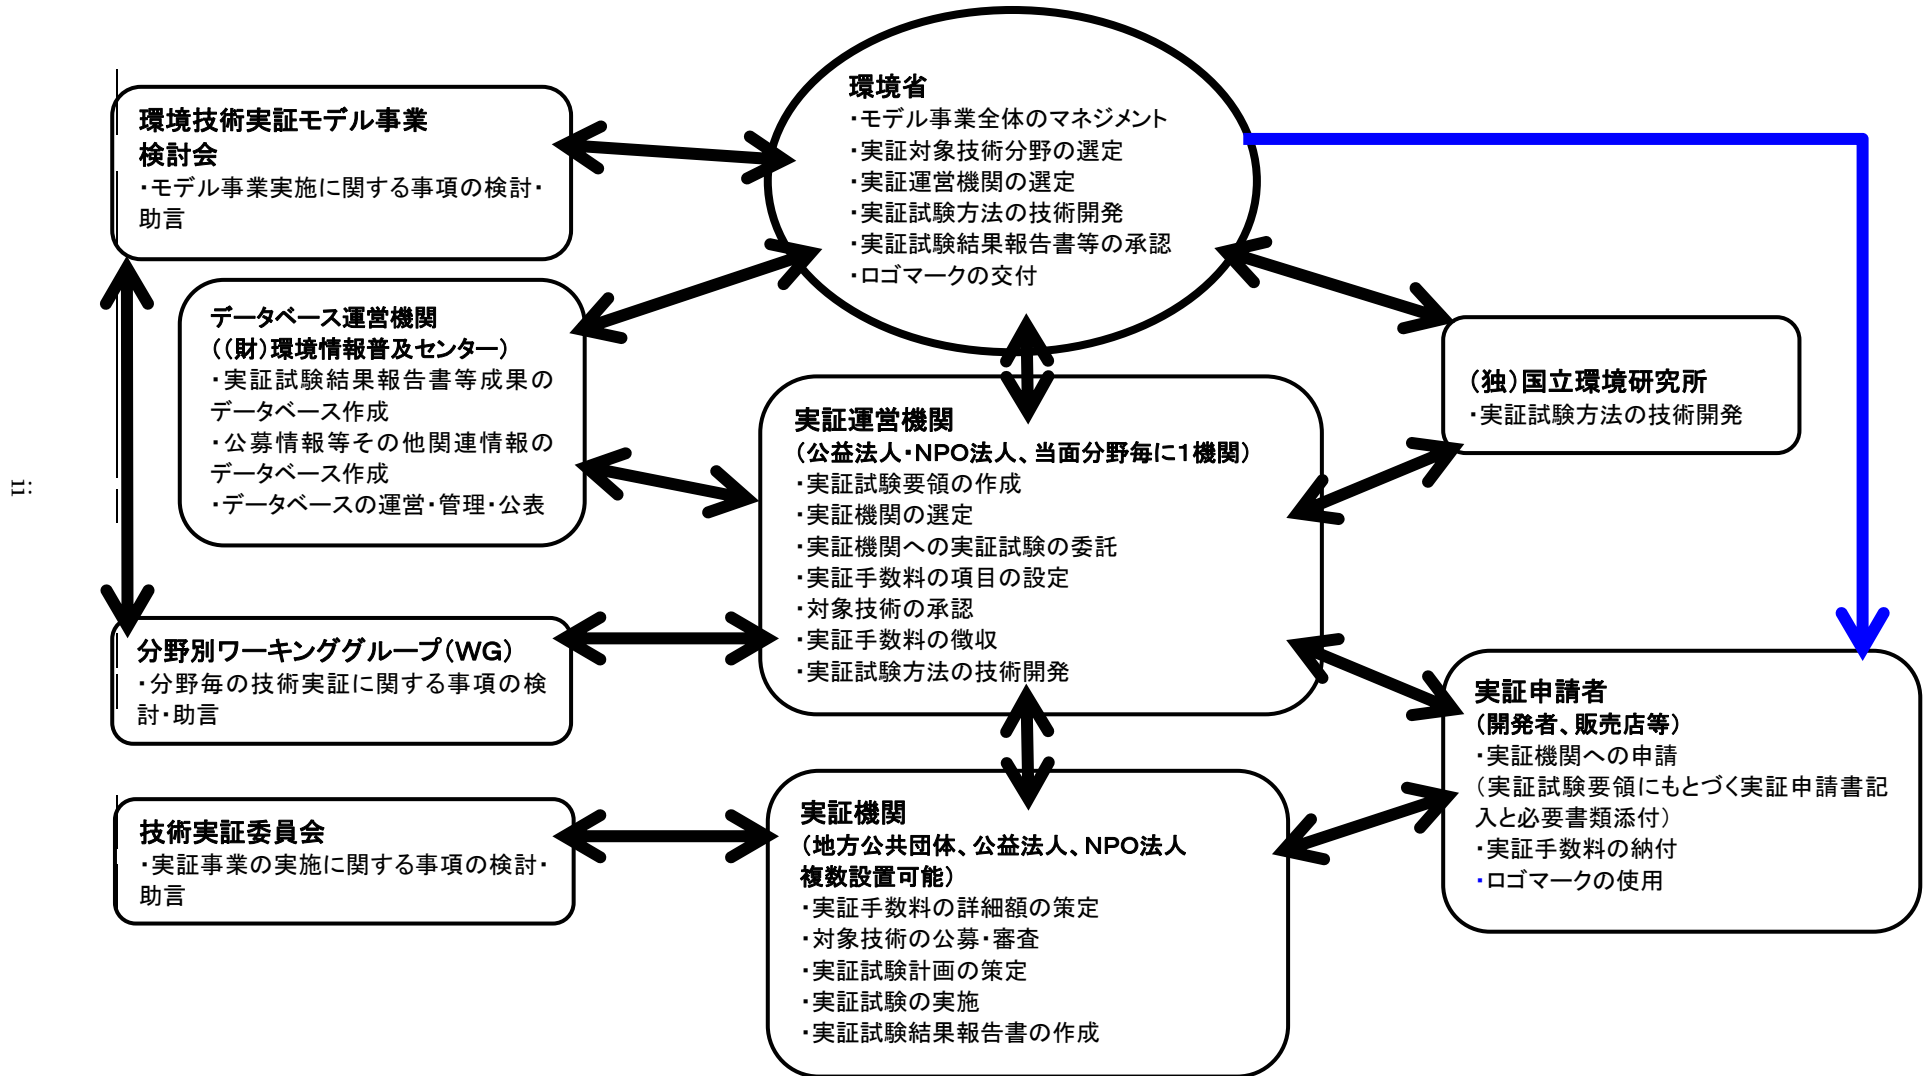 環境省
・モデル事業全体のマネジメント
・実証対象技術分野の選定
・実証運営機関の選定
・実証試験方法の技術開発
・実証試験結果報告書等の承認
・ロゴマークの交付
環境技術実証モデル事業
検討会
・モデル事業実施に関する事項の検討・
助言
データベース運営機関
((財)環境情報普及センター)
・実証試験結果報告書等成果の
データベース作成
・公募情報等その他関連情報の
データベース作成
・データベースの運営・管理・公表
(独)国立環境研究所
・実証試験方法の技術開発
実証運営機関
(公益法人・NPO法人、当面分野毎に1機関)
・実証試験要領の作成
・実証機関の選定
・実証機関への実証試験の委託
・実証手数料の項目の設定
・対象技術の承認
・実証手数料の徴収
・実証試験方法の技術開発
分野別ワーキンググループ(WG)
・分野毎の技術実証に関する事項の検
討・助言
実証申請者
(開発者、販売店等)
・実証機関への申請
(実証試験要領にもとづく実証申請書記
入と必要書類添付)
・実証手数料の納付
・ロゴマークの使用
技術実証委員会
・実証事業の実施に関する事項の検討・
助言
実証機関
(地方公共団体、公益法人、NPO法人
複数設置可能)
・実証手数料の詳細額の策定
・対象技術の公募・審査
・実証試験計画の策定
・実証試験の実施
・実証試験結果報告書の作成
ii